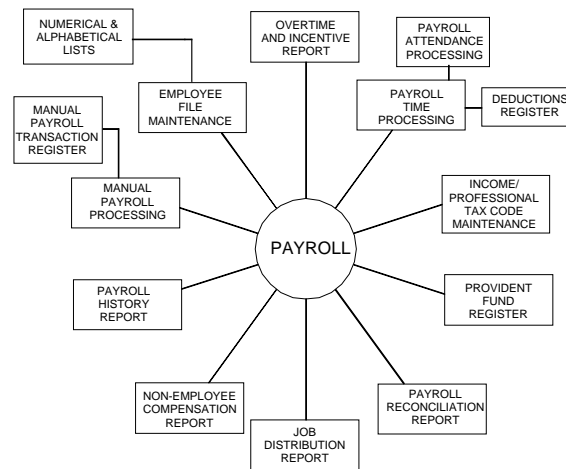 NUMERICAL &
ALPHABETICAL
LISTS
OVERTIME
AND INCENTIVE
REPORT
PAYROLL
ATTENDANCE
PROCESSING
EMPLOYEE
FILE
MAINTENANCE
PAYROLL
TIME
PROCESSING
DEDUCTIONS
REGISTER
MANUAL
PAYROLL
TRANSACTION
REGISTER
MANUAL PAYROLL
PROCESSING
INCOME/
PROFESSIONAL
TAX CODE
MAINTENANCE
PAYROLL
PAYROLL
HISTORY
REPORT
PROVIDENT
FUND
REGISTER
NON-EMPLOYEE
COMPENSATION
REPORT
JOB
DISTRIBUTION
REPORT
PAYROLL
RECONCILIATION
REPORT